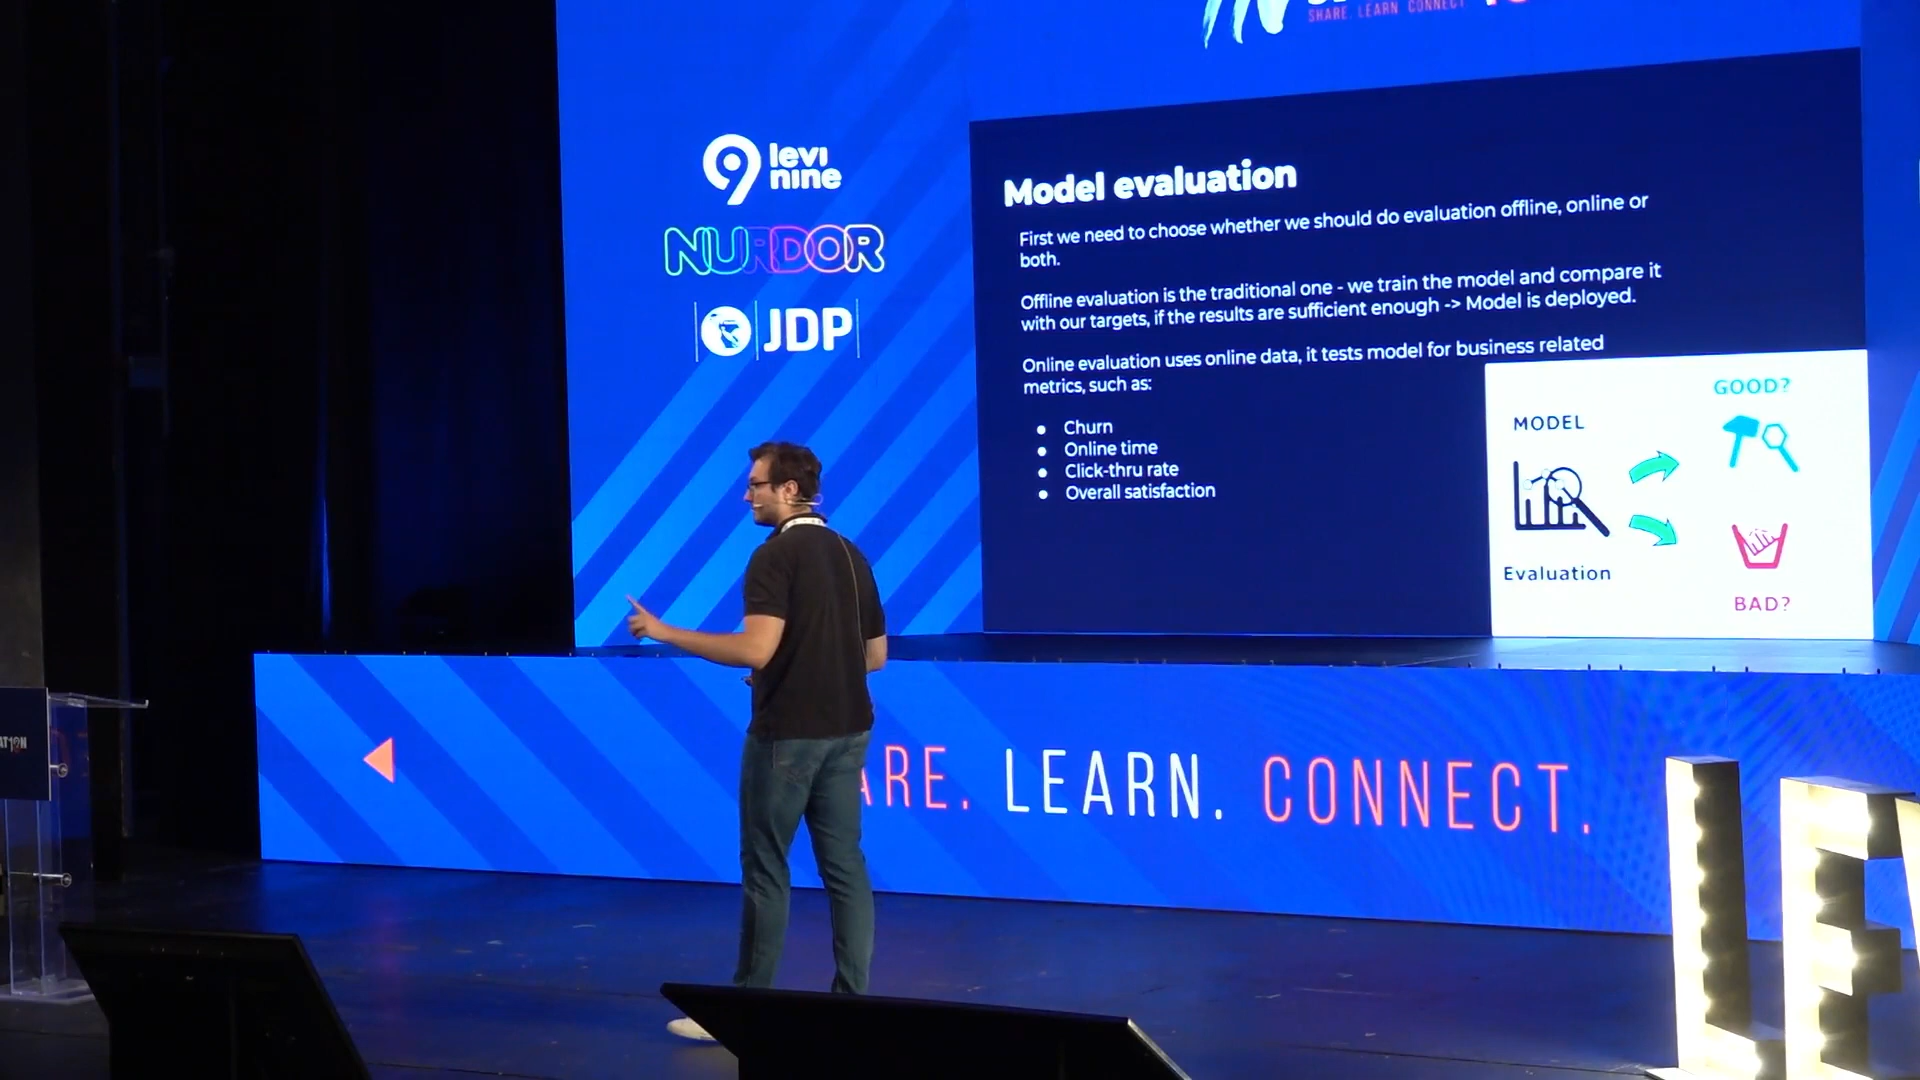 SHARE. LEARN CONNECT
levi
nine
NURDOR
JDP
Model evaluation
First we need to choose whether we should do evaluation offline, online or
both.
Offline evaluation is the traditional one - we train the model and compare it
with our targets, if the results are sufficient enough -> Model is deployed.
Online evaluation uses online data, it tests model for business related
metrics, such as:
● Churn
● Online time
● Click-thru rate
● Overall satisfaction
GOOD?
MODEL
Evaluation
BAD?
ARE. LEARN. CONNECT.
LE